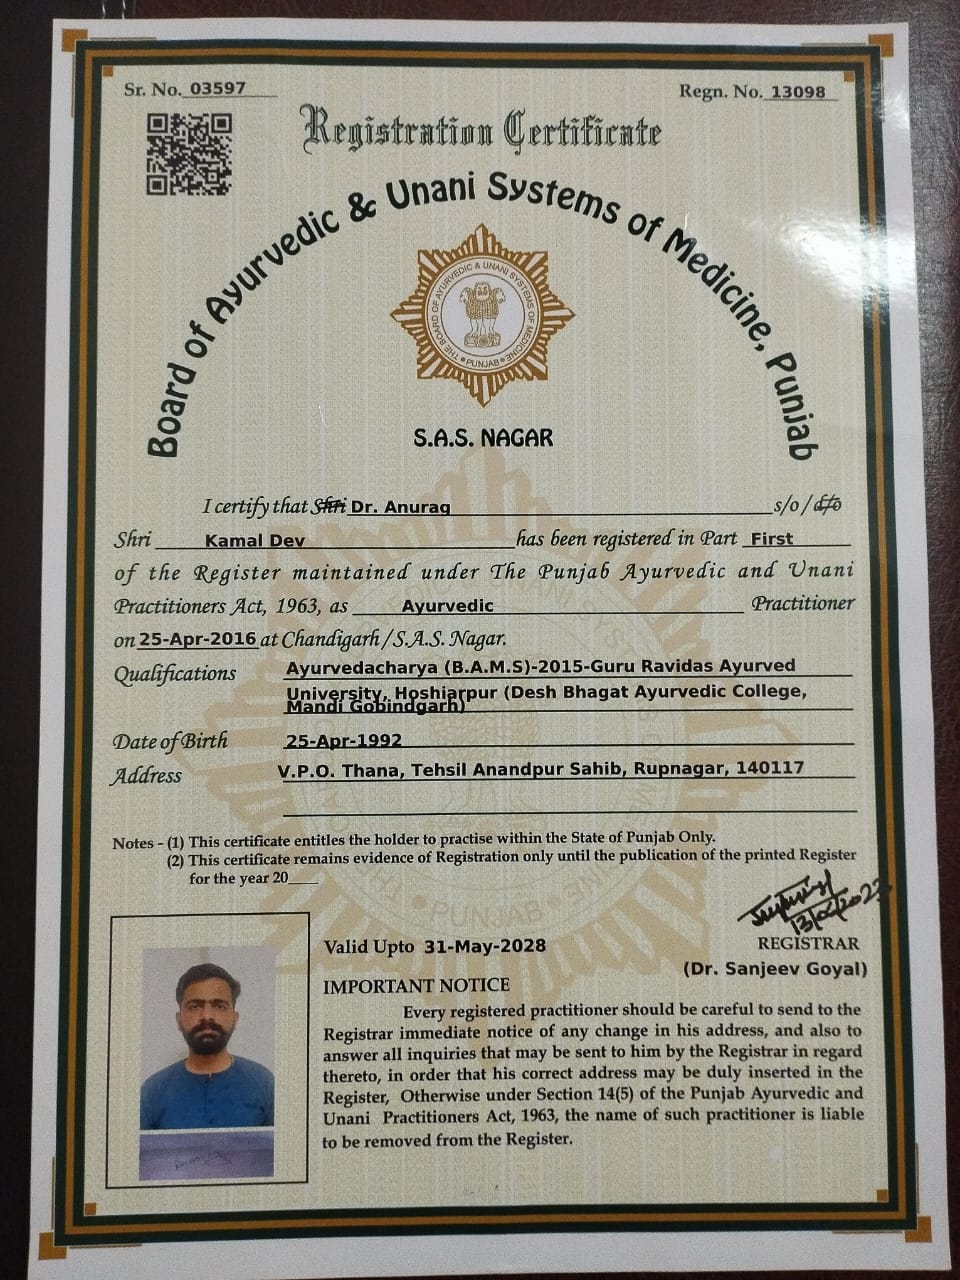 Sr. No. 03597
Regn. No. 13098
Registration Certificate
Board of Ayurvedic & Unani Systems of Medicine, Punjab
THE BOARD OF AYURVEDIC & UNANI SYSTEMS OF MEDICINE
• PUNJAB •
S.A.S. NAGAR
I certify that Shri Dr. Anurag s/o / d/o
Shri Kamal Dev has been registered in Part First
of the Register maintained under The Punjab Ayurvedic and Unani
Practitioners Act, 1963, as Ayurvedic Practitioner
on 25-Apr-2016 at Chandigarh/S.A.S. Nagar.
Qualifications Ayurvedacharya (B.A.M.S)-2015-Guru Ravidas Ayurved
University, Hoshiarpur (Desh Bhagat Ayurvedic College,
Mandi Gobindgarh)
Date of Birth 25-Apr-1992
Address V.P.O. Thana, Tehsil Anandpur Sahib, Rupnagar, 140117
Notes - (1) This certificate entitles the holder to practise within the State of Punjab Only.
(2) This certificate remains evidence of Registration only until the publication of the printed Register
for the year 20____
Valid Upto 31-May-2028
REGISTRAR
(Dr. Sanjeev Goyal)
IMPORTANT NOTICE
Every registered practitioner should be careful to send to the
Registrar immediate notice of any change in his address, and also to
answer all inquiries that may be sent to him by the Registrar in regard
thereto, in order that his correct address may be duly inserted in the
Register, Otherwise under Section 14(5) of the Punjab Ayurvedic and
Unani Practitioners Act, 1963, the name of such practitioner is liable
to be removed from the Register.